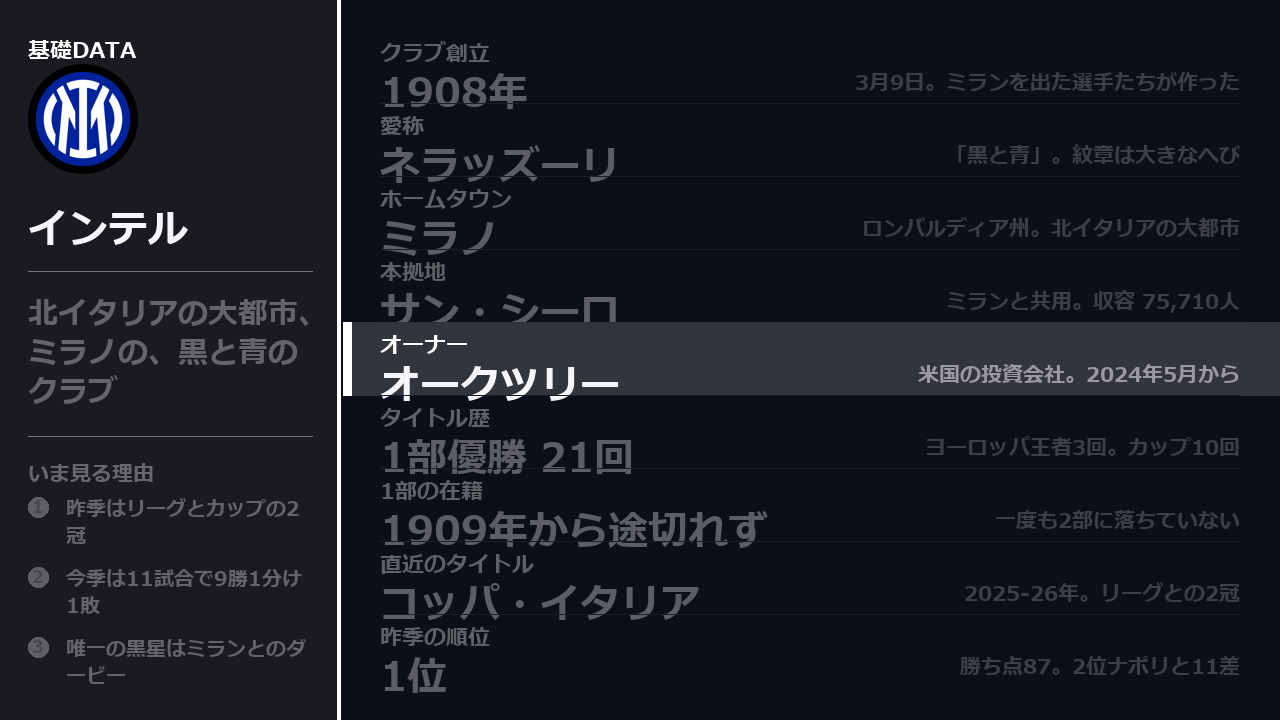 基礎DATA
インテル
北イタリアの大都市、
ミラノの、黒と青の
クラブ
いま見る理由
1 昨季はリーグとカップの2
冠
2 今季は11試合で9勝1分け
1敗
3 唯一の黒星はミランとのダ
ービー
クラブ創立
1908年 3月9日。ミランを出た選手たちが作った
愛称
ネラッズーリ 「黒と青」。紋章は大きなへび
ホームタウン
ミラノ ロンバルディア州。北イタリアの大都市
本拠地
サン・シーロ ミランと共用。収容 75,710人
オーナー
オークツリー 米国の投資会社。2024年5月から
タイトル歴
1部優勝 21回 ヨーロッパ王者3回。カップ10回
1部の在籍
1909年から途切れず 一度も2部に落ちていない
直近のタイトル
コッパ・イタリア 2025-26年。リーグとの2冠
昨季の順位
1位 勝ち点87。2位ナポリと11差